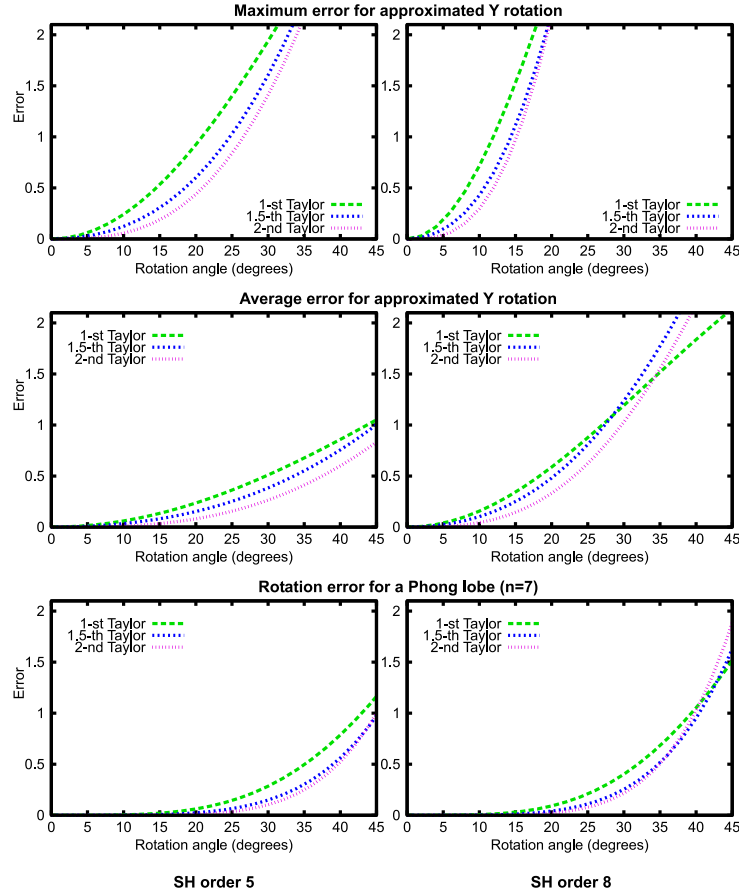 Maximum error for approximated Y rotation
Error
2
1.5
1
0.5
0
1-st Taylor
1.5-th Taylor
2-nd Taylor
0 5 10 15 20 25 30 35 40 45
Rotation angle (degrees)
2
1.5
1
0.5
0
1-st Taylor
1.5-th Taylor
2-nd Taylor
0 5 10 15 20 25 30 35 40 45
Rotation angle (degrees)
Average error for approximated Y rotation
Error
2
1.5
1
0.5
0
1-st Taylor
1.5-th Taylor
2-nd Taylor
0 5 10 15 20 25 30 35 40 45
Rotation angle (degrees)
2
1.5
1
0.5
0
1-st Taylor
1.5-th Taylor
2-nd Taylor
0 5 10 15 20 25 30 35 40 45
Rotation angle (degrees)
Rotation error for a Phong lobe (n=7)
Error
2
1.5
1
0.5
0
1-st Taylor
1.5-th Taylor
2-nd Taylor
0 5 10 15 20 25 30 35 40 45
Rotation angle (degrees)
2
1.5
1
0.5
0
1-st Taylor
1.5-th Taylor
2-nd Taylor
0 5 10 15 20 25 30 35 40 45
Rotation angle (degrees)
SH order 5
SH order 8